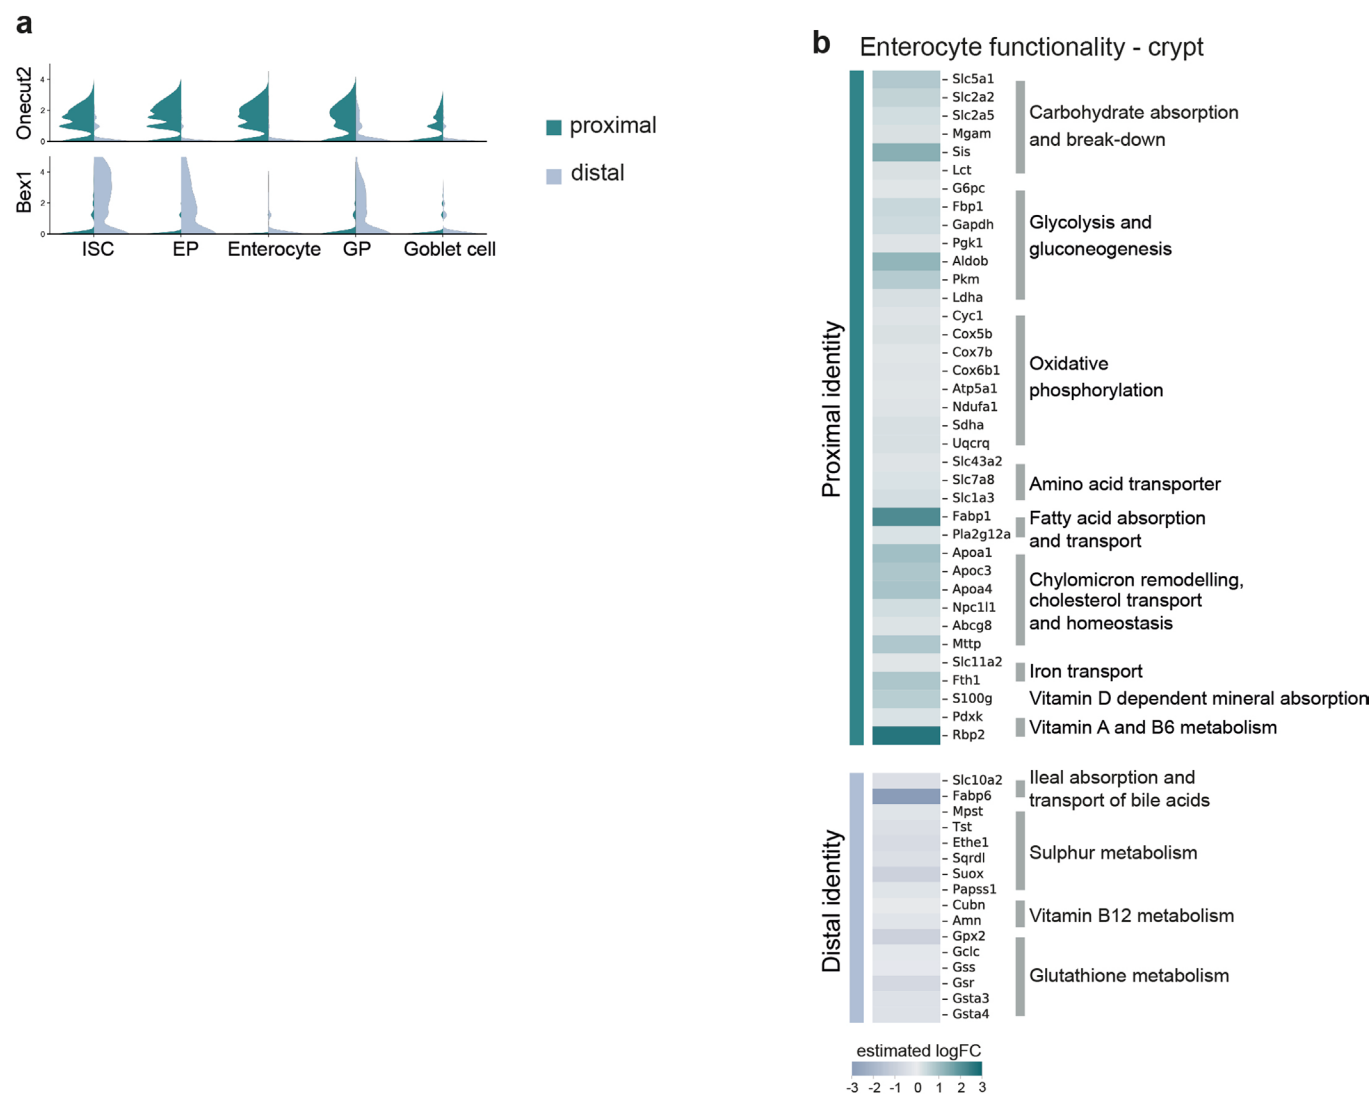 a
Onecut2
4
2
0
Bex1
4
2
0
ISC
EP
Enterocyte
GP
Goblet cell
proximal
distal
b
Enterocyte functionality - crypt
Proximal identity
Slc5a1
Slc2a2
Slc2a5
Mgam
Sis
Lct
G6pc
Fbp1
Gapdh
Pgk1
Aldob
Pkm
Ldha
Cyc1
Cox5b
Cox7b
Cox6b1
Atp5a1
Ndufa1
Sdha
Uqcrq
Slc43a2
Slc7a8
Slc1a3
Fabp1
Pla2g12a
Apoa1
Apoc3
Apoa4
Npc1l1
Abcg8
Mttp
Slc11a2
Fth1
S100g
Pdxk
Rbp2
Carbohydrate absorption
and break-down
Glycolysis and
gluconeogenesis
Oxidative
phosphorylation
Amino acid transporter
Fatty acid absorption
and transport
Chylomicron remodelling,
cholesterol transport
and homeostasis
Iron transport
Vitamin D dependent mineral absorption
Vitamin A and B6 metabolism
Distal identity
Slc10a2
Fabp6
Mpst
Tst
Ethe1
Sqrdl
Suox
Papss1
Cubn
Amn
Gpx2
Gclc
Gss
Gsr
Gsta3
Gsta4
Ileal absorption and
transport of bile acids
Sulphur metabolism
Vitamin B12 metabolism
Glutathione metabolism
estimated logFC
-3 -2 -1 0 1 2 3